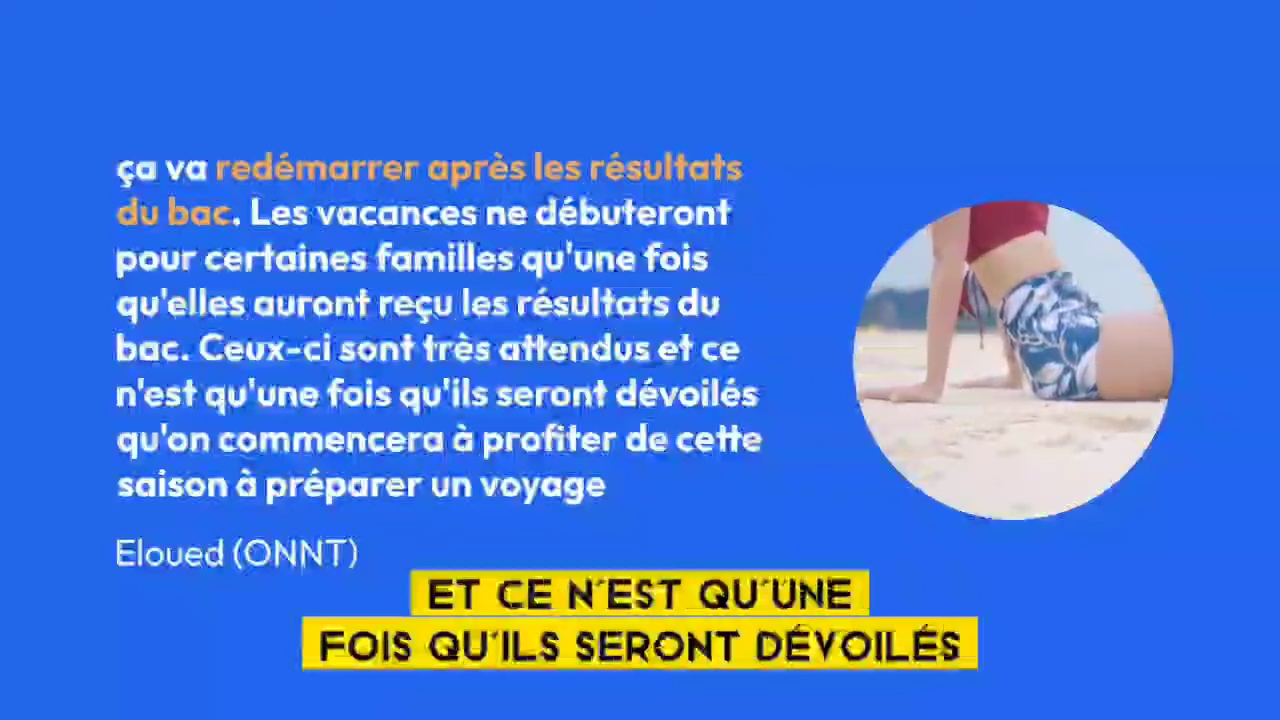 ça va redémarrer après les résultats
du bac. Les vacances ne débuteront
pour certaines familles qu'une fois
qu'elles auront reçu les résultats du
bac. Ceux-ci sont très attendus et ce
n'est qu'une fois qu'ils seront dévoilés
qu'on commencera à profiter de cette
saison à préparer un voyage
Eloued (ONNT)
ET CE N'EST QU'UNE
FOIS QU'ILS SERONT DÉVOILÉS